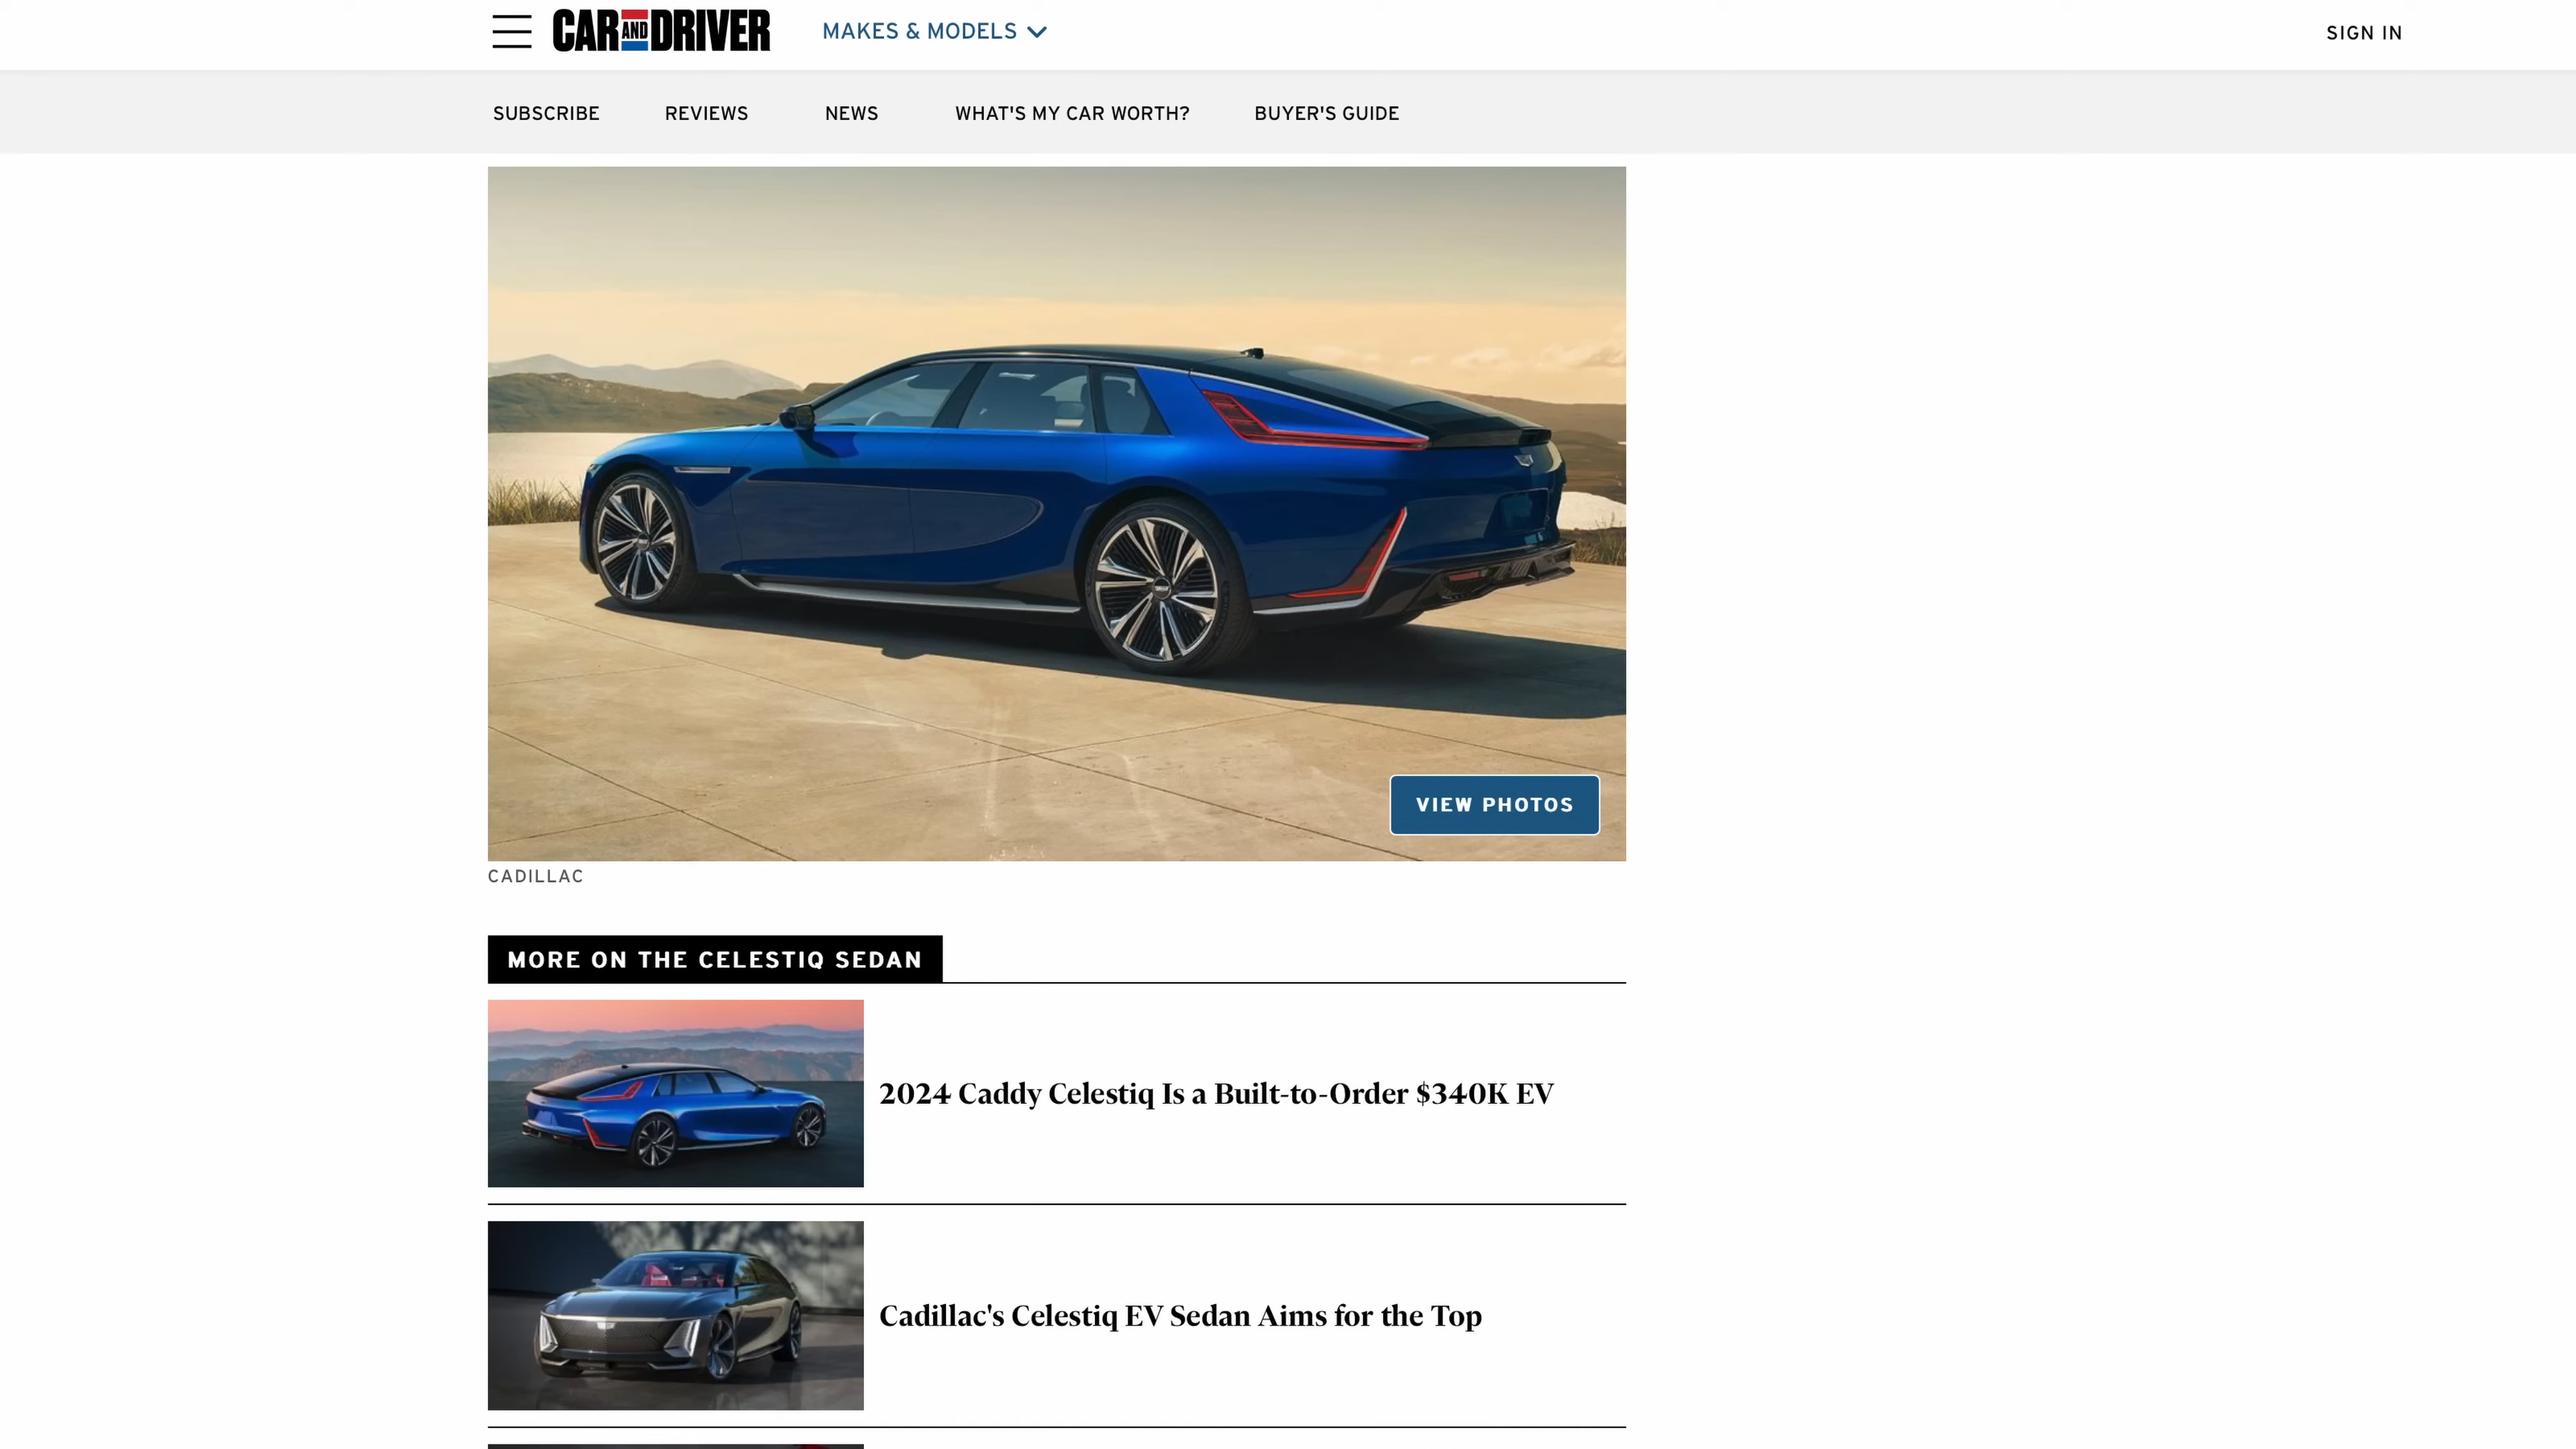 CAR AND DRIVER
MAKES & MODELS
SIGN IN
SUBSCRIBE
REVIEWS
NEWS
WHAT'S MY CAR WORTH?
BUYER'S GUIDE
VIEW PHOTOS
CADILLAC
MORE ON THE CELESTIQ SEDAN
2024 Caddy Celestiq Is a Built-to-Order $340K EV
Cadillac's Celestiq EV Sedan Aims for the Top